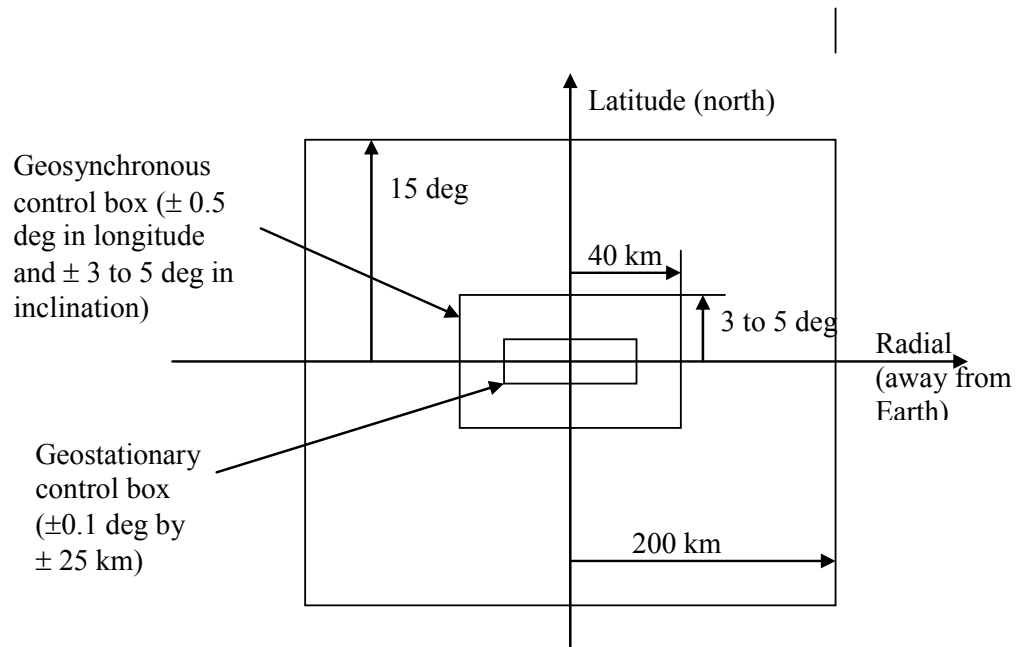 Latitude (north)
Geosynchronous
control box (± 0.5
deg in longitude
and ± 3 to 5 deg in
inclination)
15 deg
40 km
3 to 5 deg
Radial
(away from
Earth)
Geostationary
control box
(±0.1 deg by
± 25 km)
200 km